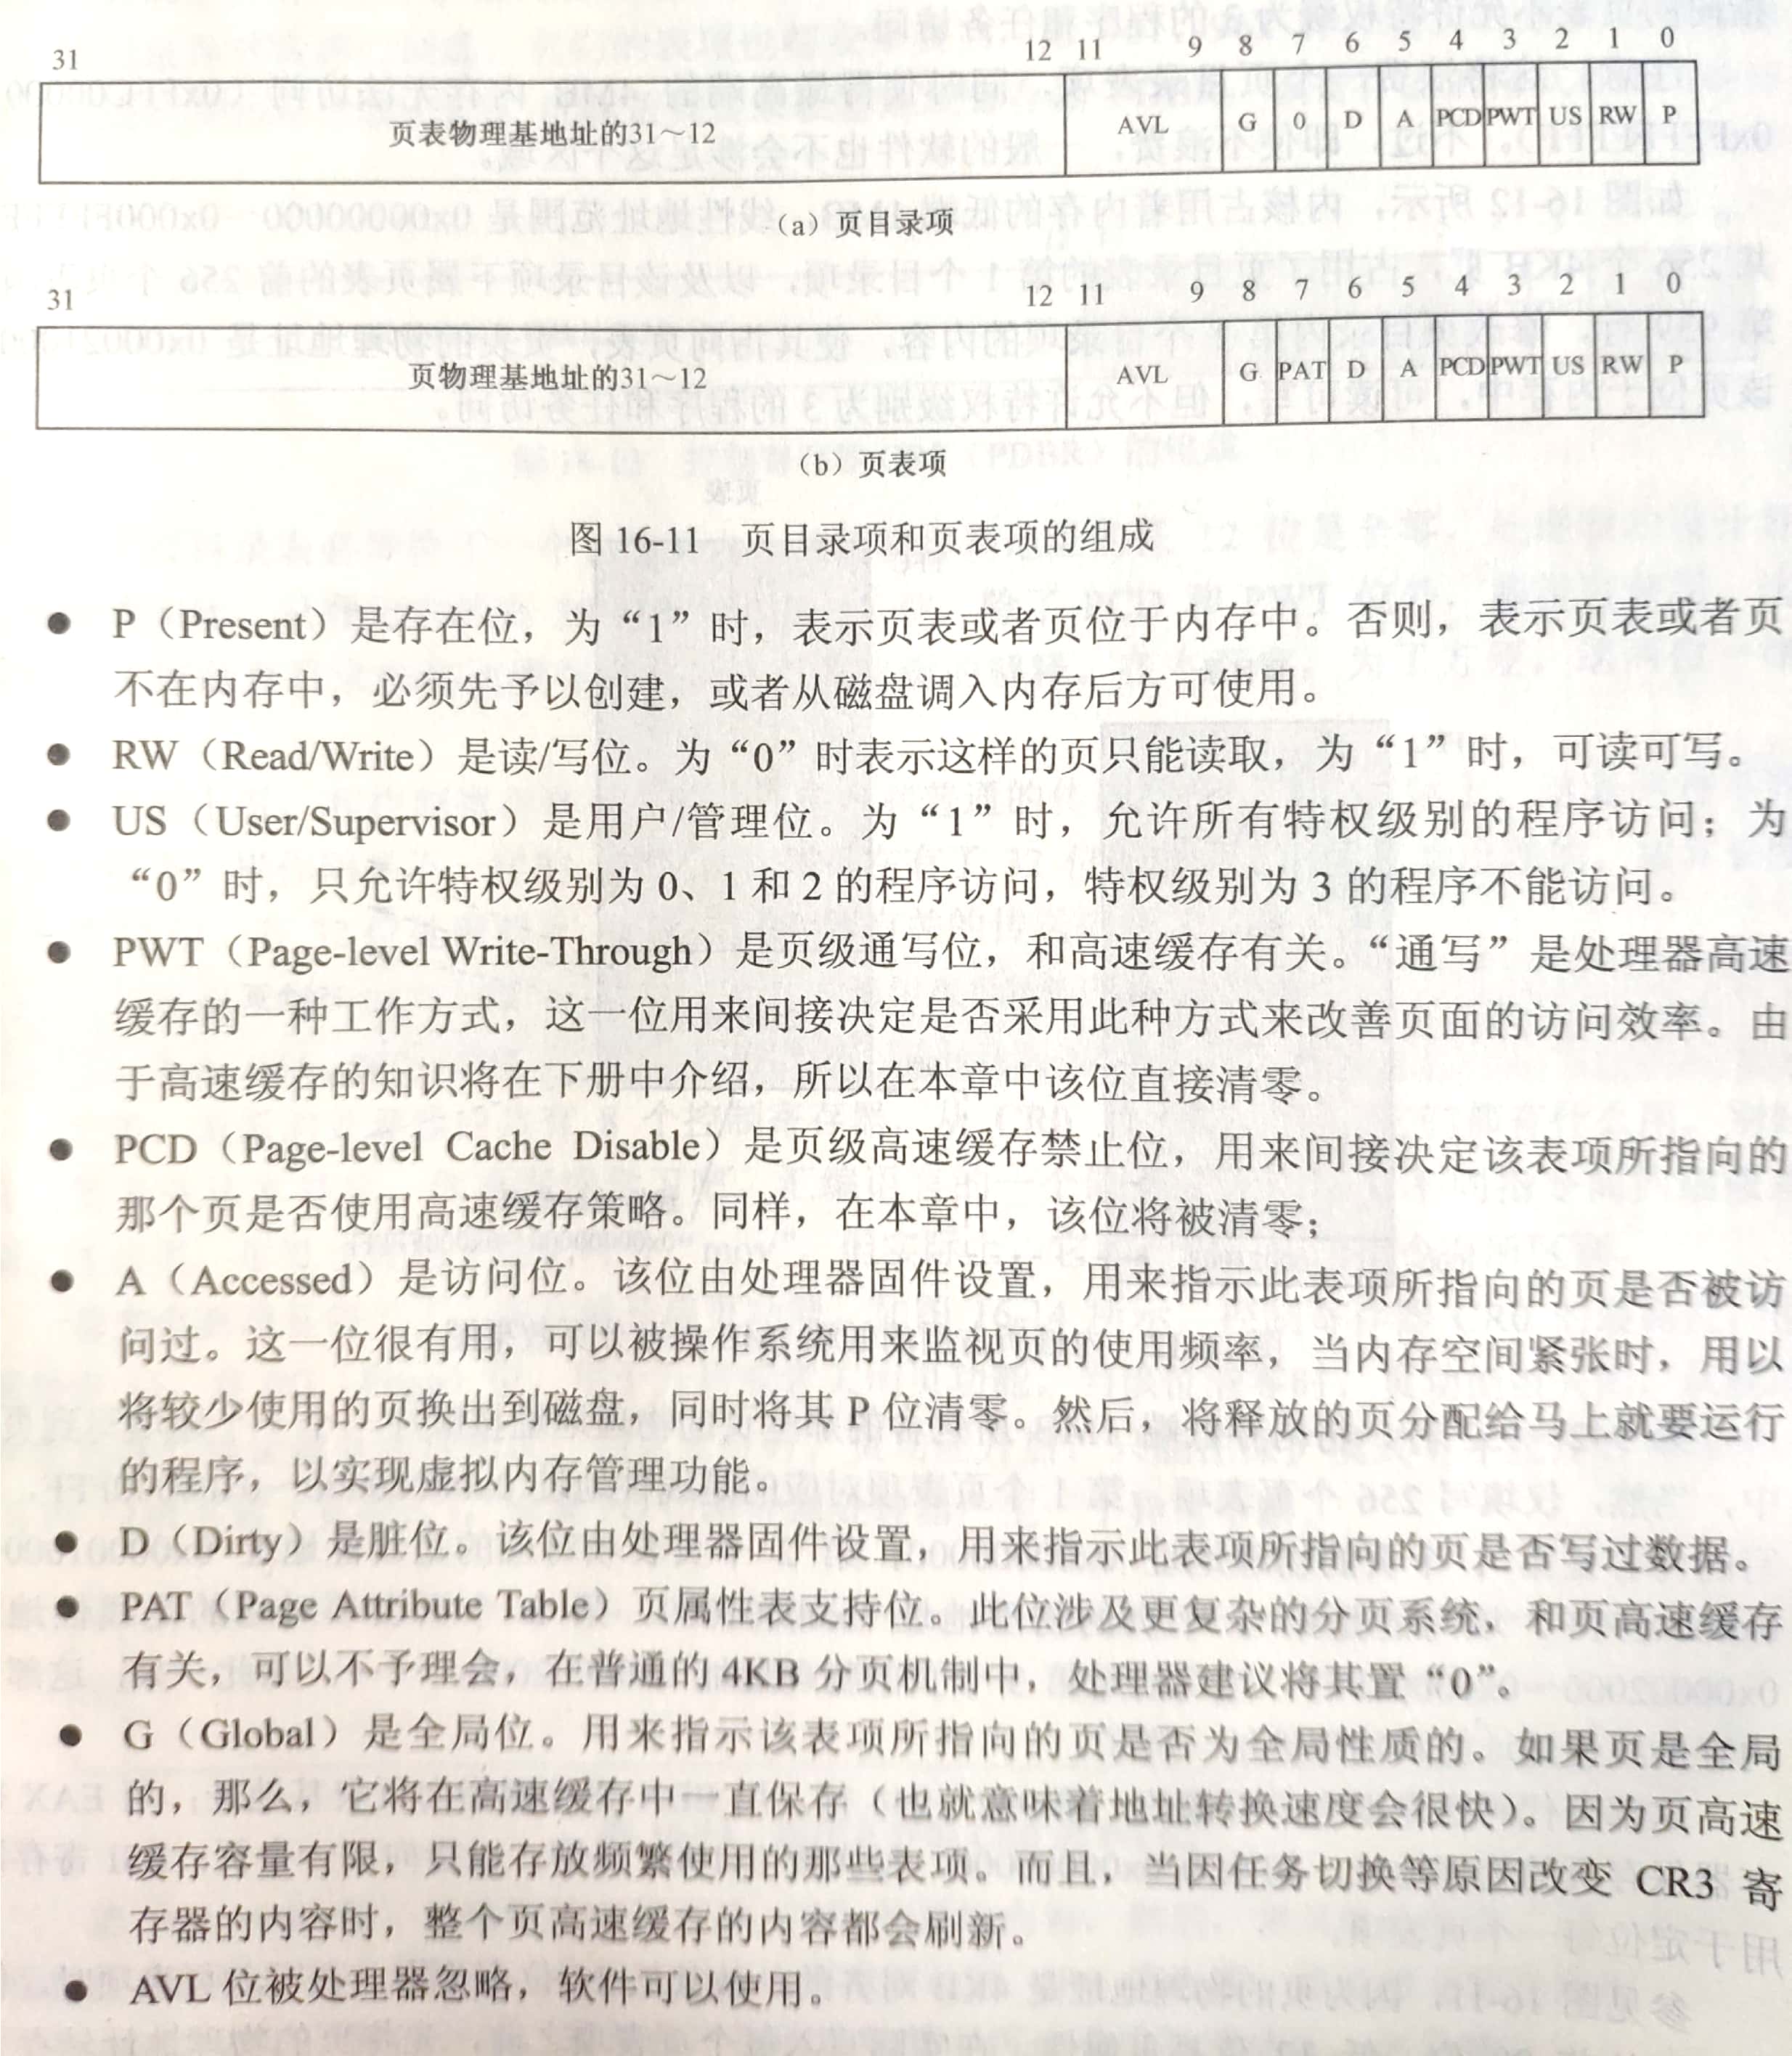 31 12 11 9 8 7 6 5 4 3 2 1 0
页表物理基地址的31～12 AVL G 0 D A PCD PWT US RW P
（a）页目录项
31 12 11 9 8 7 6 5 4 3 2 1 0
页物理基地址的31～12 AVL G PAT D A PCD PWT US RW P
（b）页表项
图 16-11 页目录项和页表项的组成
● P（Present）是存在位，为“1”时，表示页表或者页位于内存中。否则，表示页表或者页
不在内存中，必须先予以创建，或者从磁盘调入内存后方可使用。
● RW（Read/Write）是读/写位。为“0”时表示这样的页只能读取，为“1”时，可读可写。
● US（User/Supervisor）是用户/管理位。为“1”时，允许所有特权级别的程序访问；为
“0”时，只允许特权级别为 0、1 和 2 的程序访问，特权级别为 3 的程序不能访问。
● PWT（Page-level Write-Through）是页级通写位，和高速缓存有关。“通写”是处理器高速
缓存的一种工作方式，这一位用来间接决定是否采用此种方式来改善页面的访问效率。由
于高速缓存的知识将在下册中介绍，所以在本章中该位直接清零。
● PCD（Page-level Cache Disable）是页级高速缓存禁止位，用来间接决定该表项所指向的
那个页是否使用高速缓存策略。同样，在本章中，该位将被清零；
● A（Accessed）是访问位。该位由处理器固件设置，用来指示此表项所指向的页是否被访
问过。这一位很有用，可以被操作系统用来监视页的使用频率，当内存空间紧张时，用以
将较少使用的页换出到磁盘，同时将其 P 位清零。然后，将释放的页分配给马上就要运行
的程序，以实现虚拟内存管理功能。
● D（Dirty）是脏位。该位由处理器固件设置，用来指示此表项所指向的页是否写过数据。
● PAT（Page Attribute Table）页属性表支持位。此位涉及更复杂的分页系统，和页高速缓存
有关，可以不予理会，在普通的 4KB 分页机制中，处理器建议将其置“0”。
● G（Global）是全局位。用来指示该表项所指向的页是否为全局性质的。如果页是全局
的，那么，它将在高速缓存中一直保存（也就意味着地址转换速度会很快）。因为页高速
缓存容量有限，只能存放频繁使用的那些表项。而且，当因任务切换等原因改变 CR3 寄
存器的内容时，整个页高速缓存的内容都会刷新。
● AVL 位被处理器忽略，软件可以使用。